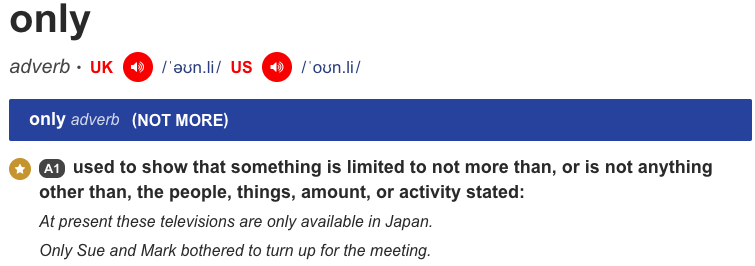 only
adverb · UK /ˈəʊn.li/ US /ˈoʊn.li/
only adverb (NOT MORE)
A1 used to show that something is limited to not more than, or is not anything
other than, the people, things, amount, or activity stated:
At present these televisions are only available in Japan.
Only Sue and Mark bothered to turn up for the meeting.